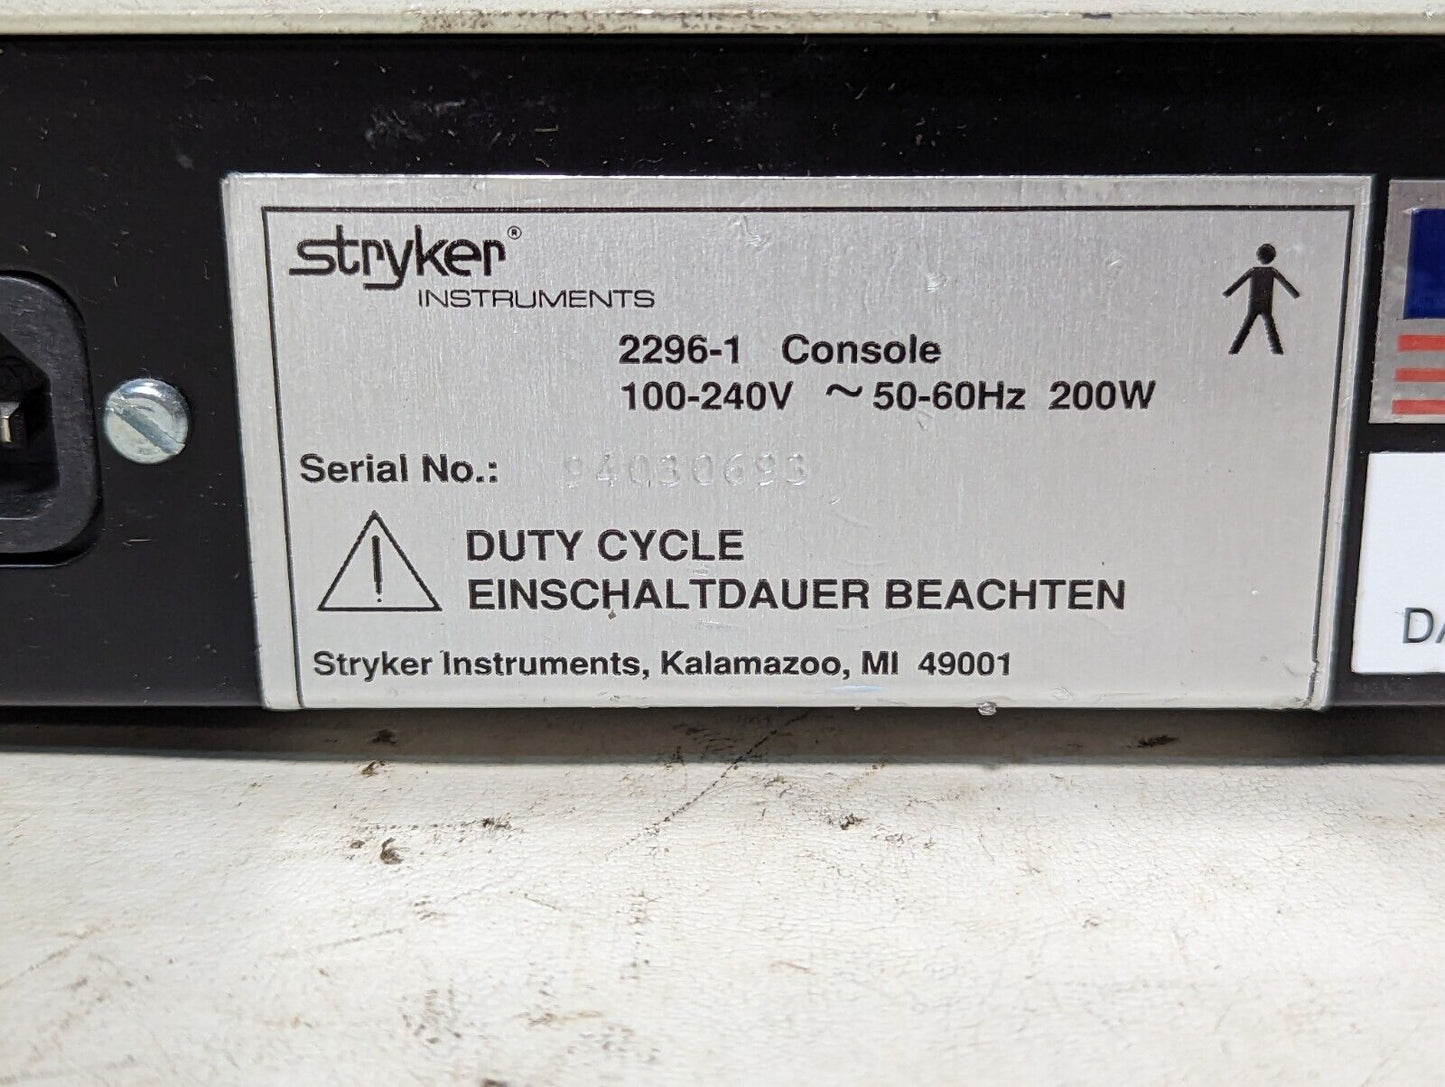 stryker®
INSTRUMENTS
2296-1 Console
100-240V ~ 50-60Hz 200W
Serial No.: 94030693
DUTY CYCLE
EINSCHALTDAUER BEACHTEN
Stryker Instruments, Kalamazoo, MI 49001